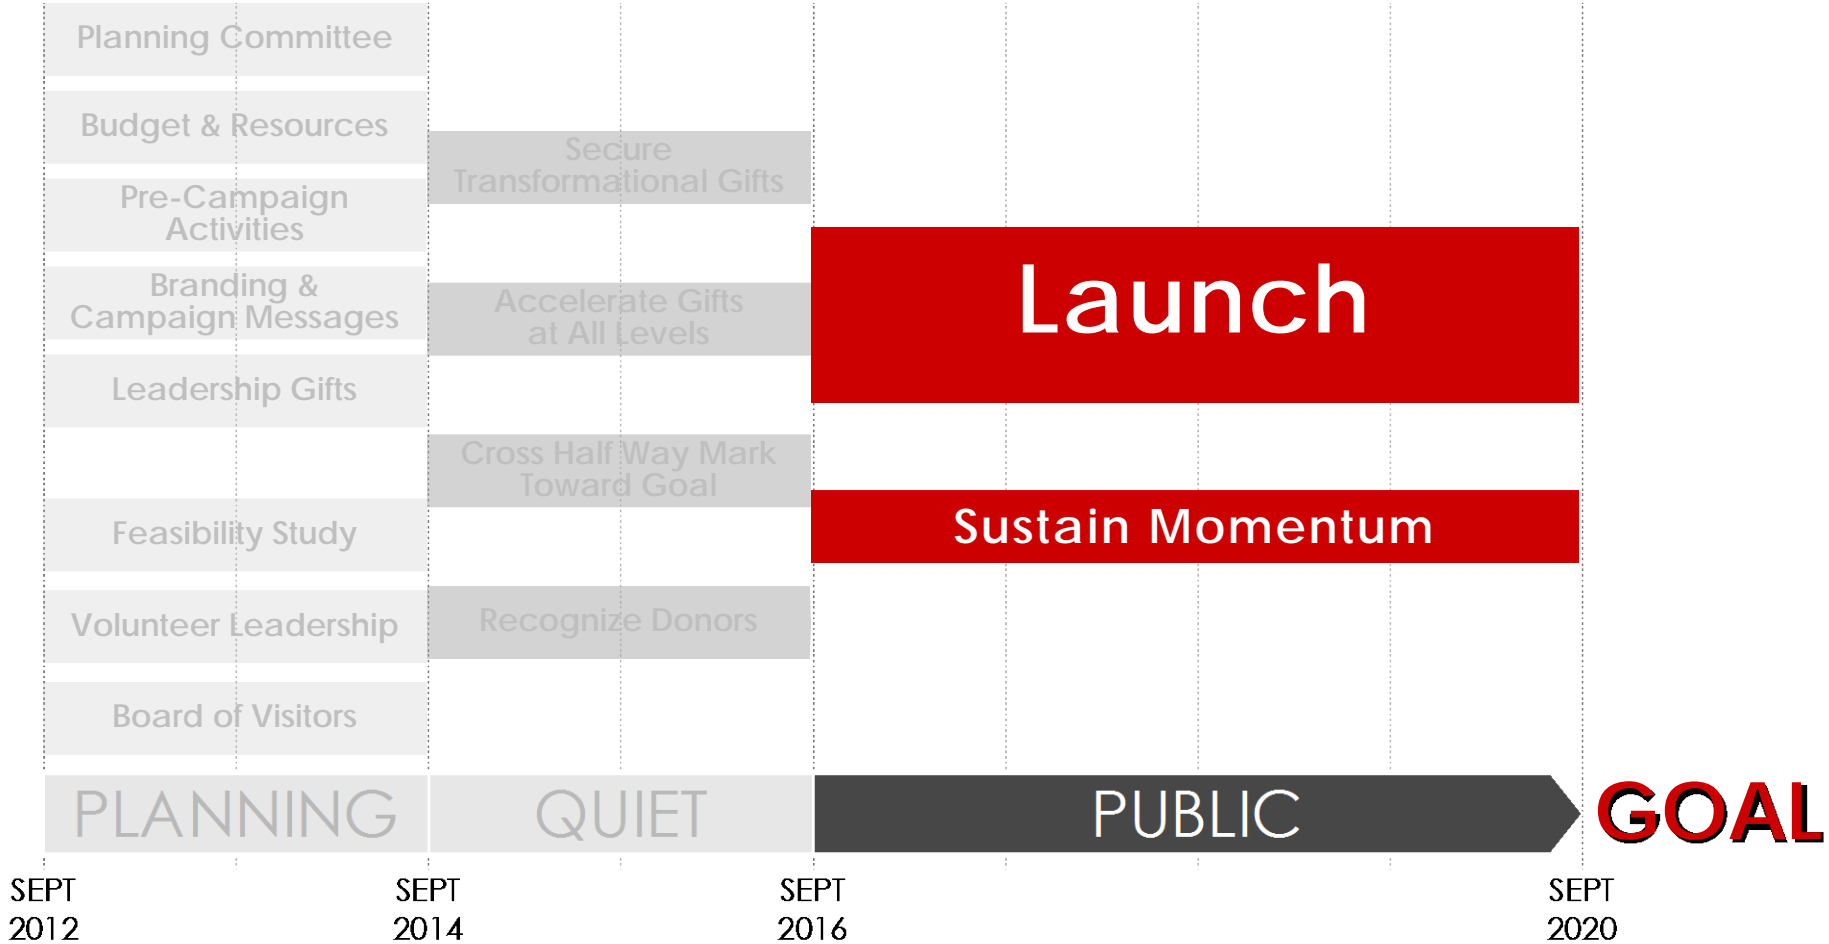 Planning Committee
Budget & Resources
Pre-Campaign
Activities
Branding &
Campaign Messages
Leadership Gifts
Feasibility Study
Volunteer Leadership
Board of Visitors
Secure
Transformational Gifts
Accelerate Gifts
at All Levels
Cross Half Way Mark
Toward Goal
Recognize Donors
Launch
Sustain Momentum
PLANNING
QUIET
PUBLIC
GOAL
SEPT
2012
SEPT
2014
SEPT
2016
SEPT
2020